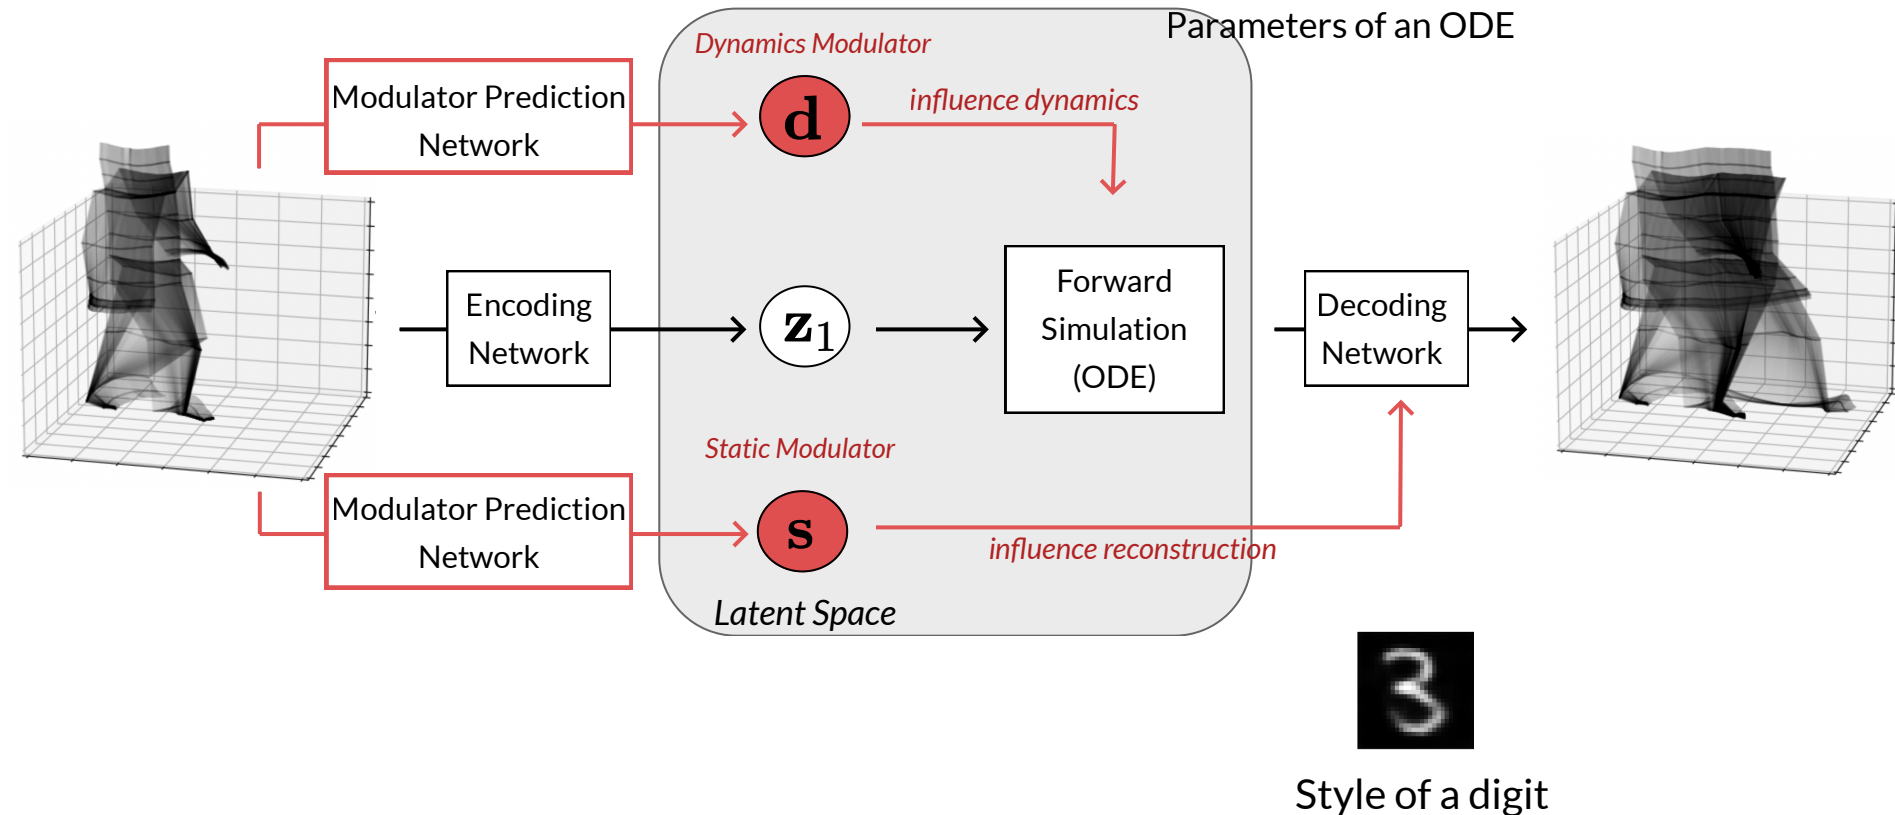 Parameters of an ODE
Dynamics Modulator
Modulator Prediction
Network
d
influence dynamics
Encoding
Network
z₁
Forward
Simulation
(ODE)
Decoding
Network
Static Modulator
Modulator Prediction
Network
s
influence reconstruction
Latent Space
3
Style of a digit